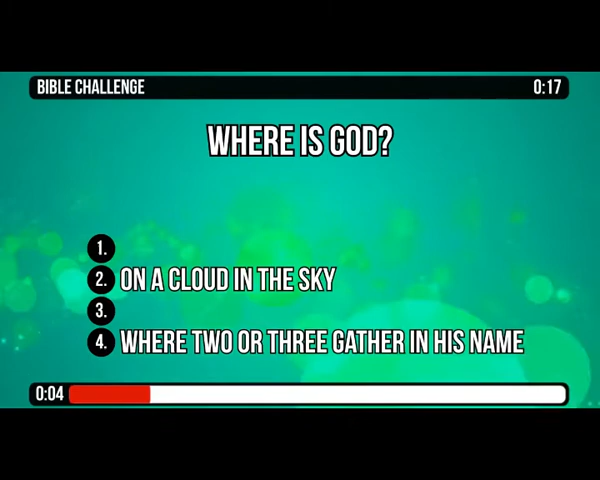 BIBLE CHALLENGE 0:17
WHERE IS GOD?
1.
2. ON A CLOUD IN THE SKY
3.
4. WHERE TWO OR THREE GATHER IN HIS NAME
0:04